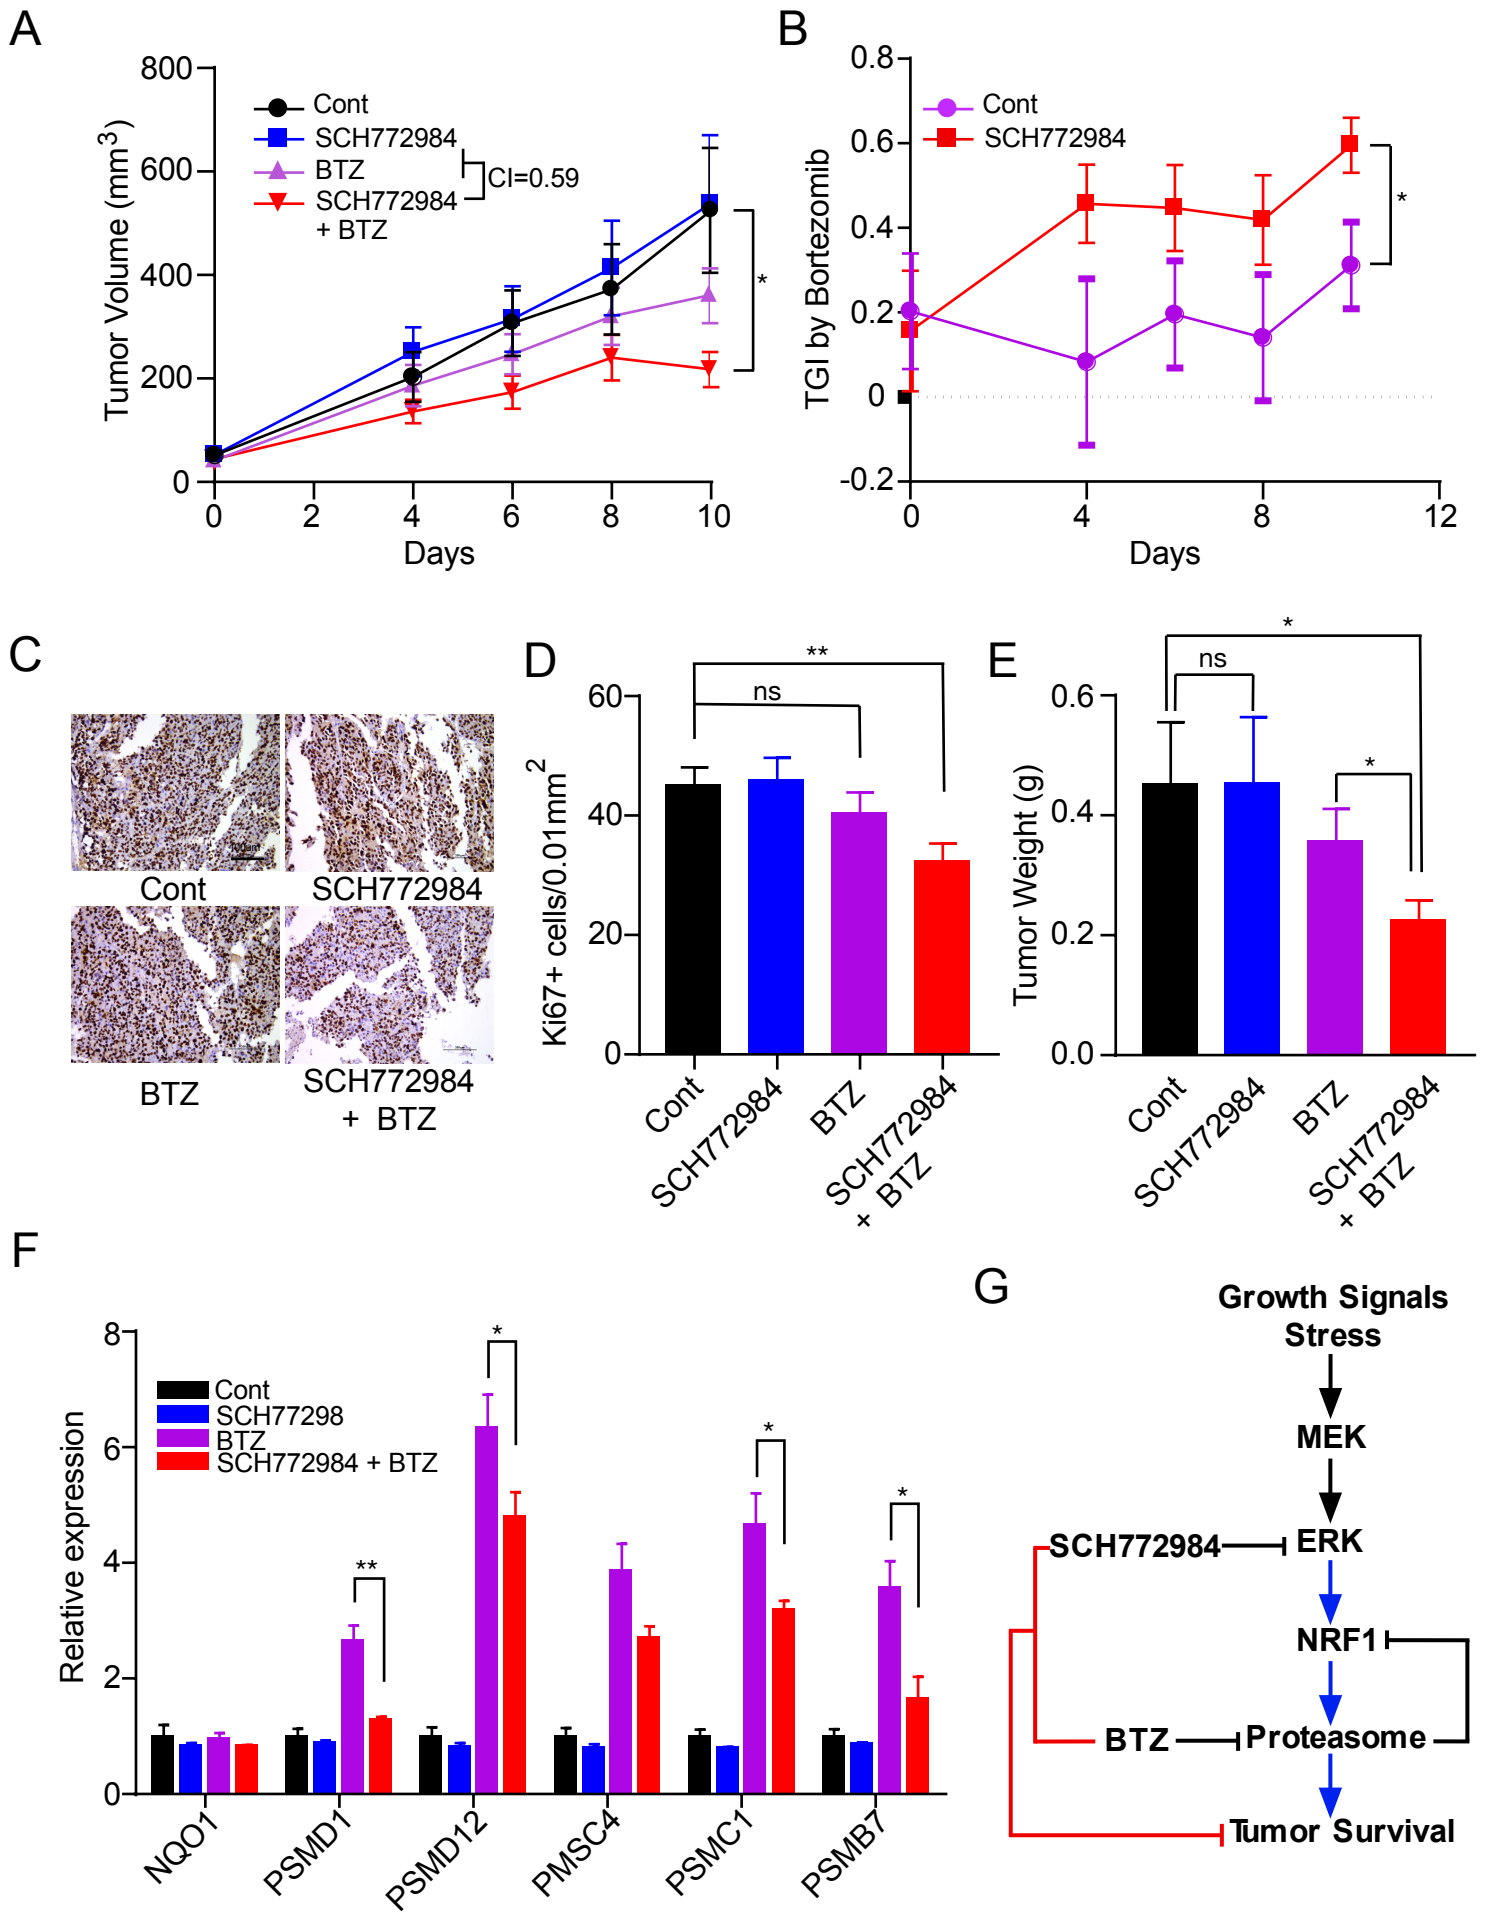 A
800
600
400
200
0
Tumor Volume (mm3)
Cont
SCH772984
BTZ
SCH772984
+ BTZ
CI=0.59
*
0 2 4 6 8 10
Days
B
0.8
0.6
0.4
0.2
0
-0.2
TGI by Bortezomib
Cont
SCH772984
*
0 4 8 12
Days
C
Cont
SCH772984
BTZ
SCH772984
+ BTZ
D
60
40
20
0
Ki67+ cells/0.01mm2
**
ns
Cont
SCH772984
BTZ
SCH772984
+ BTZ
E
0.6
0.4
0.2
0.0
Tumor Weight (g)
*
ns
*
Cont
SCH772984
BTZ
SCH772984
+ BTZ
F
8
6
4
2
0
Relative expression
Cont
SCH77298
BTZ
SCH772984 + BTZ
**
*
*
*
NQO1
PSMD1
PSMD12
PMSC4
PSMC1
PSMB7
G
Growth Signals
Stress
MEK
SCH772984
ERK
NRF1
BTZ
Proteasome
Tumor Survival